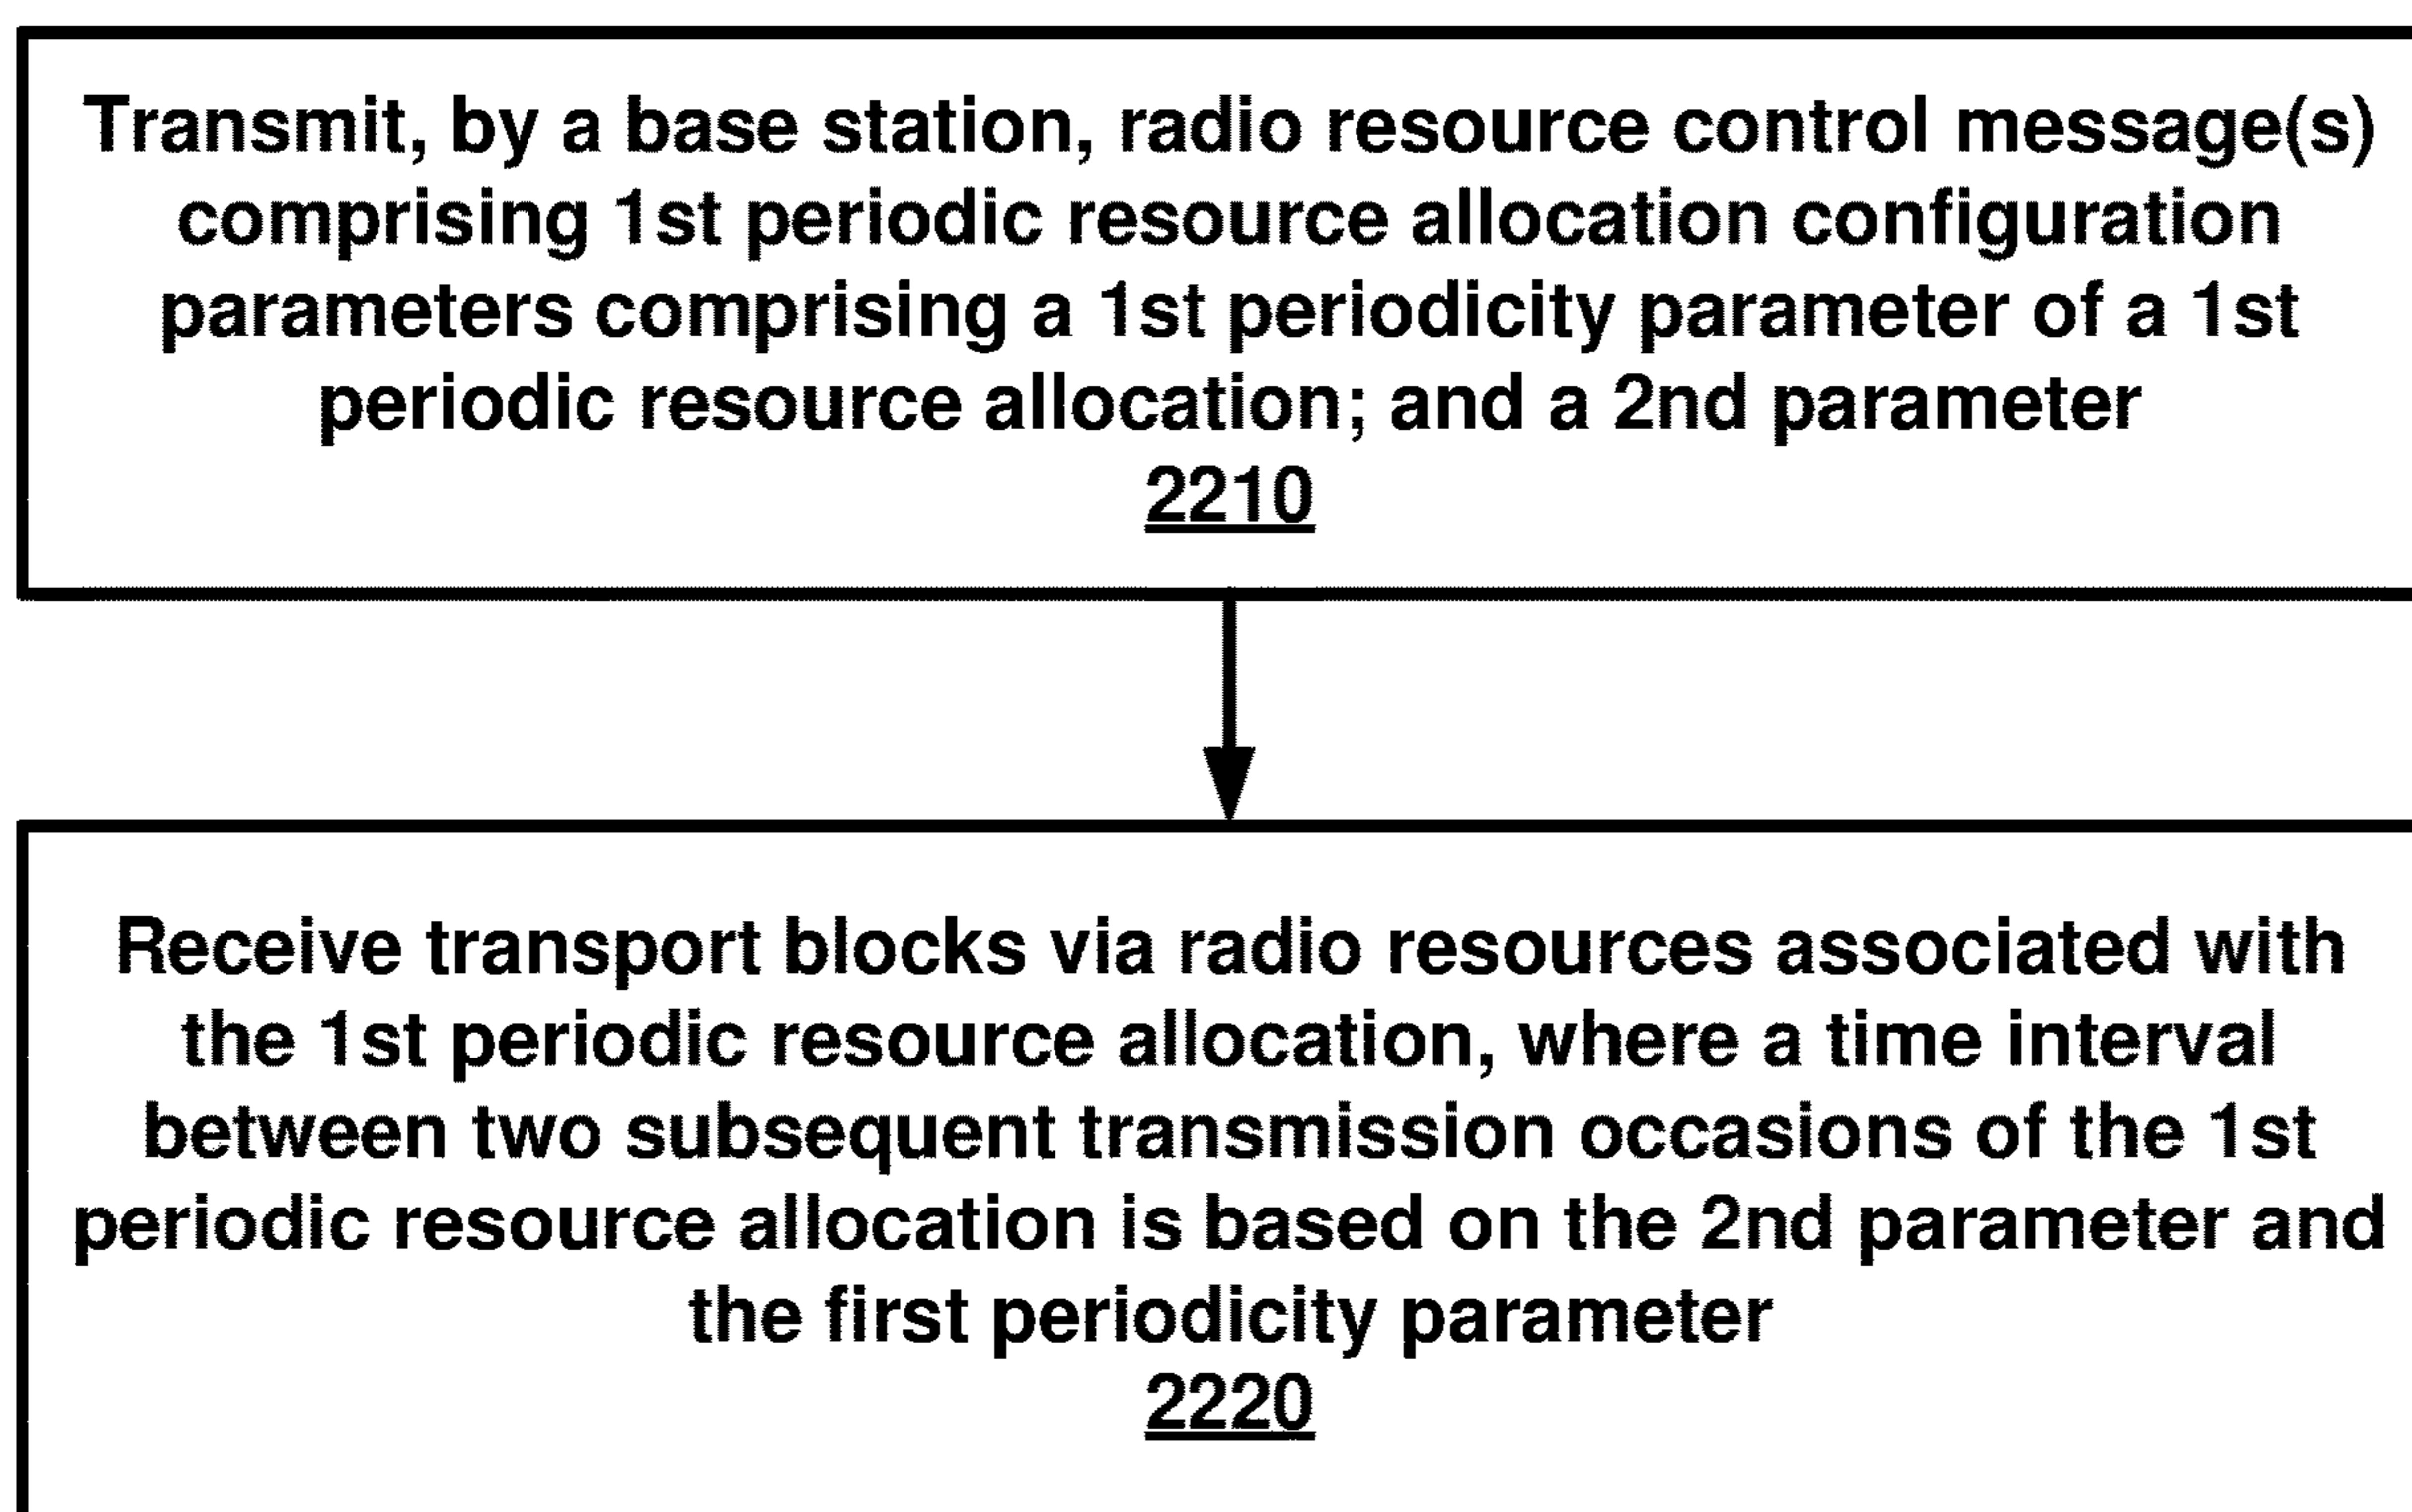 Transmit, by a base station, radio resource control message(s)
comprising 1st periodic resource allocation configuration
parameters comprising a 1st periodicity parameter of a 1st
periodic resource allocation; and a 2nd parameter
2210
Receive transport blocks via radio resources associated with
the 1st periodic resource allocation, where a time interval
between two subsequent transmission occasions of the 1st
periodic resource allocation is based on the 2nd parameter and
the first periodicity parameter
2220